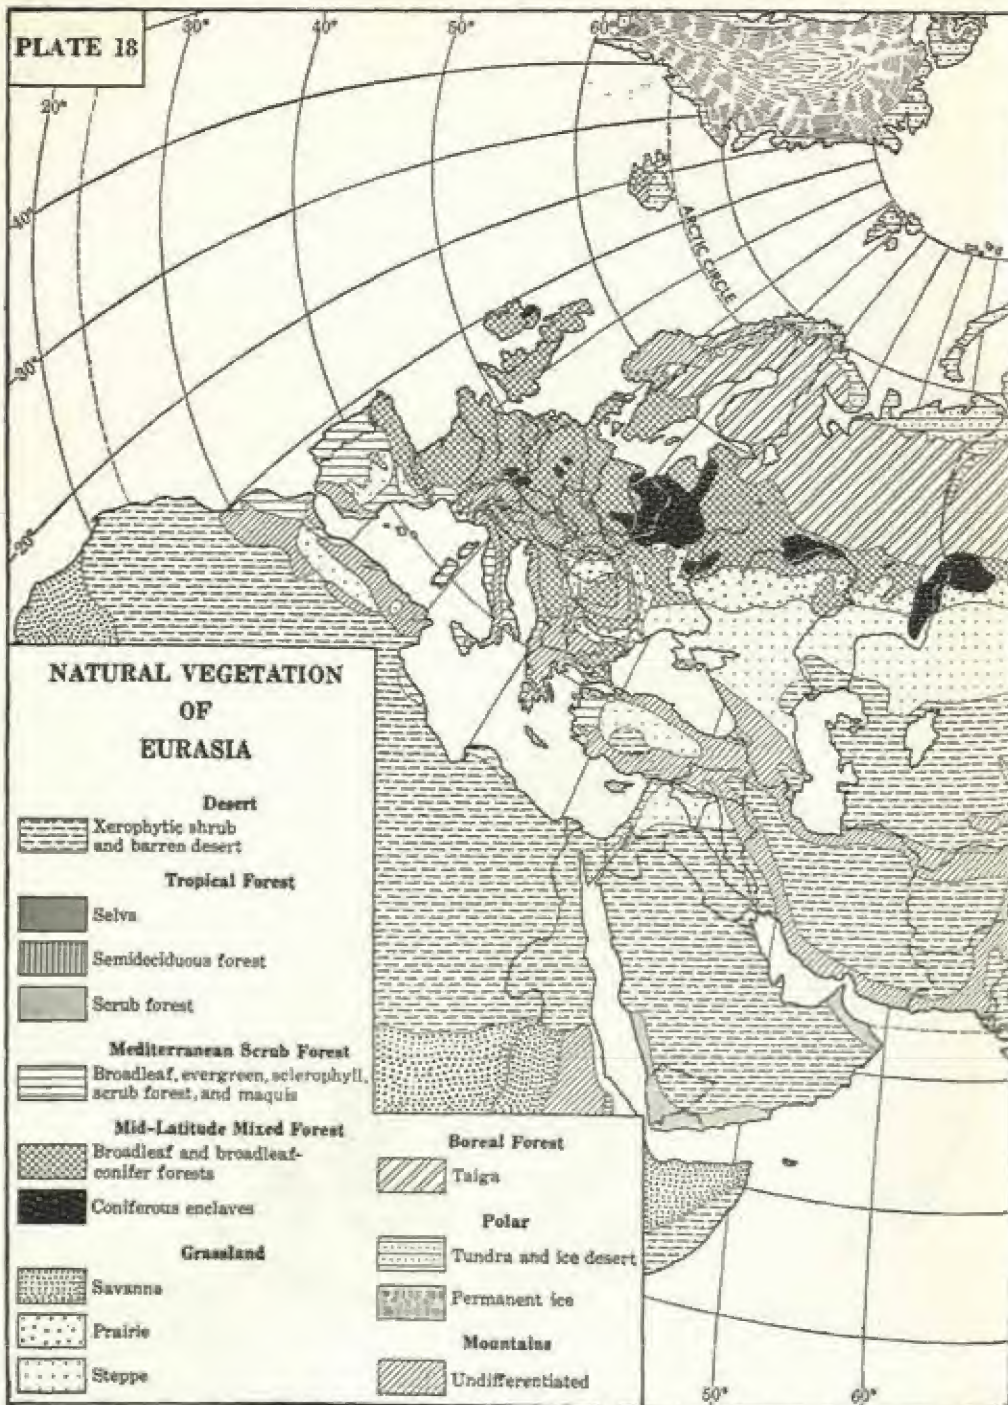 PLATE 18
30°
40°
50°
60°
20°
40°
30°
20°
ARCTIC CIRCLE
NATURAL VEGETATION
OF
EURASIA
Desert
Xerophytic shrub
and barren desert
Tropical Forest
Selva
Semideciduous forest
Scrub forest
Mediterranean Scrub Forest
Broadleaf, evergreen, sclerophyll,
scrub forest, and maquis
Mid-Latitude Mixed Forest
Broadleaf and broadleaf-
conifer forests
Coniferous enclaves
Grassland
Savanna
Prairie
Steppe
Boreal Forest
Taiga
Polar
Tundra and ice desert
Permanent ice
Mountains
Undifferentiated
50°
60°